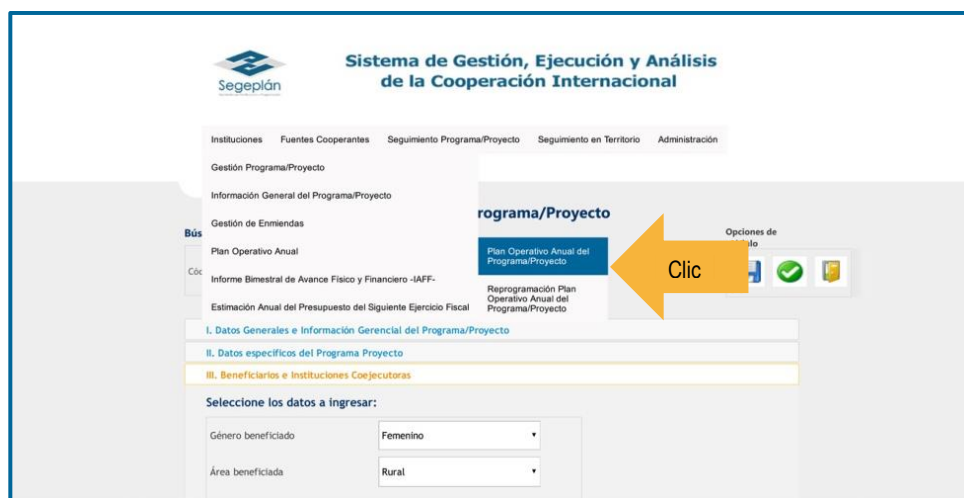 Sistema de Gestión, Ejecución y Análisis
de la Cooperación Internacional
Segeplán
Instituciones Fuentes Cooperantes Seguimiento Programa/Proyecto Seguimiento en Territorio Administración
Gestión Programa/Proyecto
Información General del Programa/Proyecto
Gestión de Enmiendas
Plan Operativo Anual
Informe Bimestral de Avance Físico y Financiero -IAFF-
Estimación Anual del Presupuesto del Siguiente Ejercicio Fiscal
rograma/Proyecto
Bús
Cóc
Plan Operativo Anual del
Programa/Proyecto
Reprogramación Plan
Operativo Anual del
Programa/Proyecto
Clic
Opciones de
I. Datos Generales e Información Gerencial del Programa/Proyecto
II. Datos específicos del Programa Proyecto
III. Beneficiarios e Instituciones Coejecutoras
Seleccione los datos a ingresar:
Género beneficiado Femenino
Área beneficiada Rural